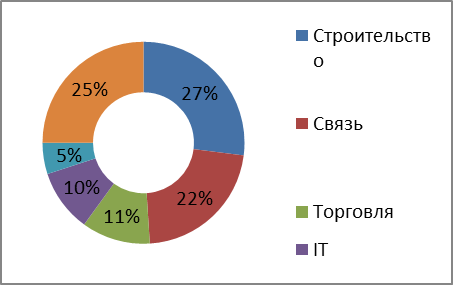 Строительств
о
27%
25%
Связь
5%
10%
22%
11%
Торговля
IT